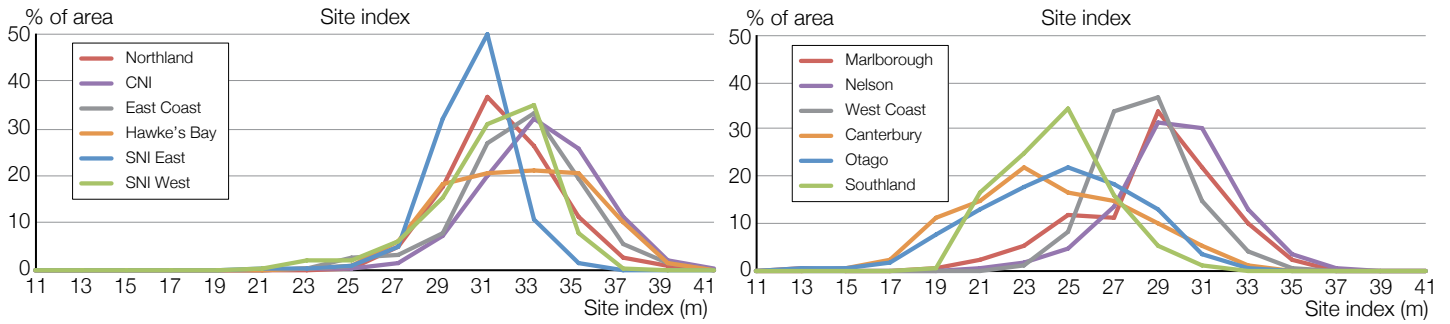 % of area
Site index
50
40
30
20
10
0
Northland
CNI
East Coast
Hawke's Bay
SNI East
SNI West
11 13 15 17 19 21 23 25 27 29 31 33 35 37 39 41
Site index (m)
% of area
Site index
50
40
30
20
10
0
Marlborough
Nelson
West Coast
Canterbury
Otago
Southland
11 13 15 17 19 21 23 25 27 29 31 33 35 37 39 41
Site index (m)